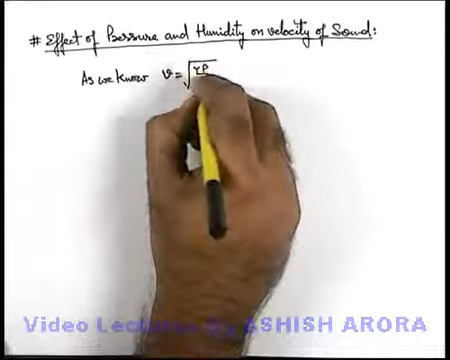 # Effect of Pressure and Humidity on velocity of Sound:
As we know v = √γP
Video Lectures by ASHISH ARORA